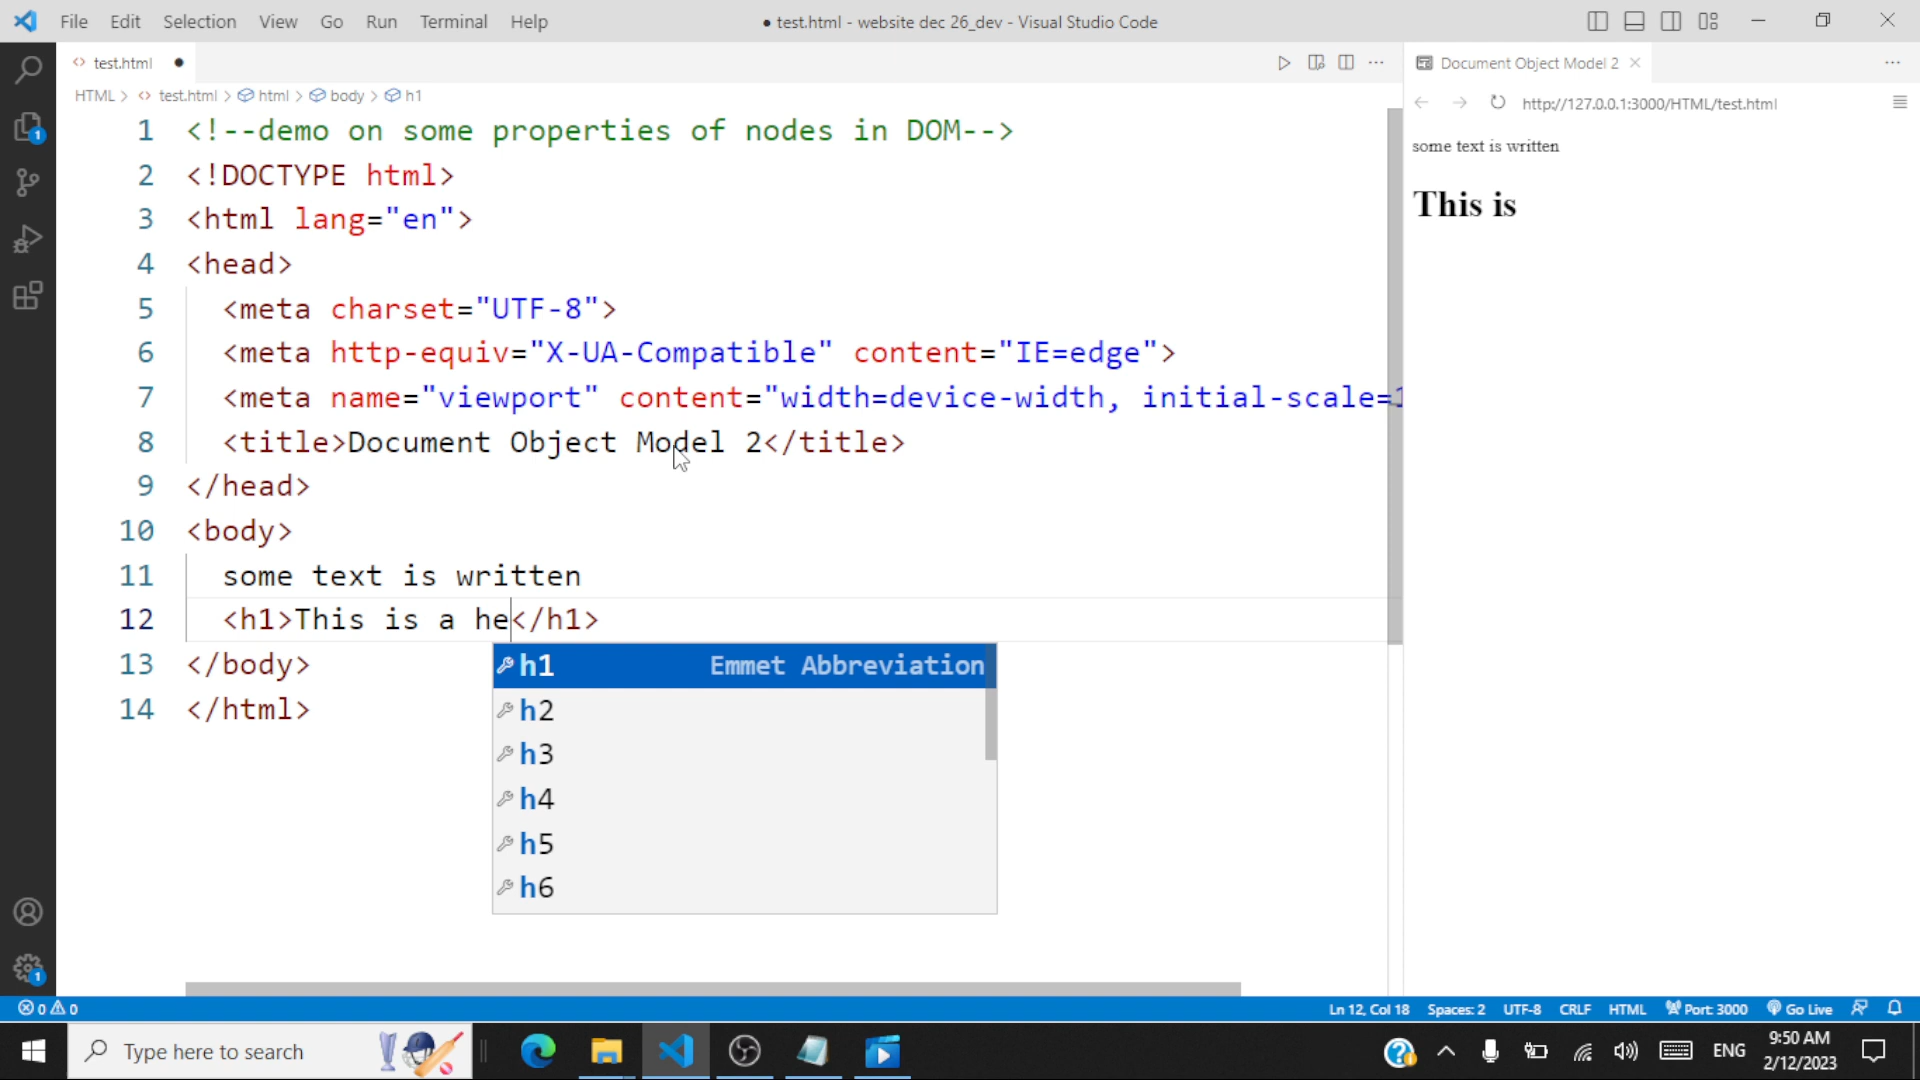 File Edit Selection View Go Run Terminal Help
● test.html - website dec 26_dev - Visual Studio Code
test.html ●
Document Object Model 2
HTML > test.html > html > body > h1
http://127.0.0.1:3000/HTML/test.html
1 <!--demo on some properties of nodes in DOM-->
2 <!DOCTYPE html>
3 <html lang="en">
4 <head>
5 <meta charset="UTF-8">
6 <meta http-equiv="X-UA-Compatible" content="IE=edge">
7 <meta name="viewport" content="width=device-width, initial-scale=1
8 <title>Document Object Model 2</title>
9 </head>
10 <body>
11 some text is written
12 <h1>This is a he</h1>
13 </body>
14 </html>
h1 Emmet Abbreviation
h2
h3
h4
h5
h6
some text is written
This is
1
1
0 0
Ln 12, Col 18 Spaces: 2 UTF-8 CRLF HTML Port: 3000 Go Live
Type here to search
ENG
9:50 AM
2/12/2023